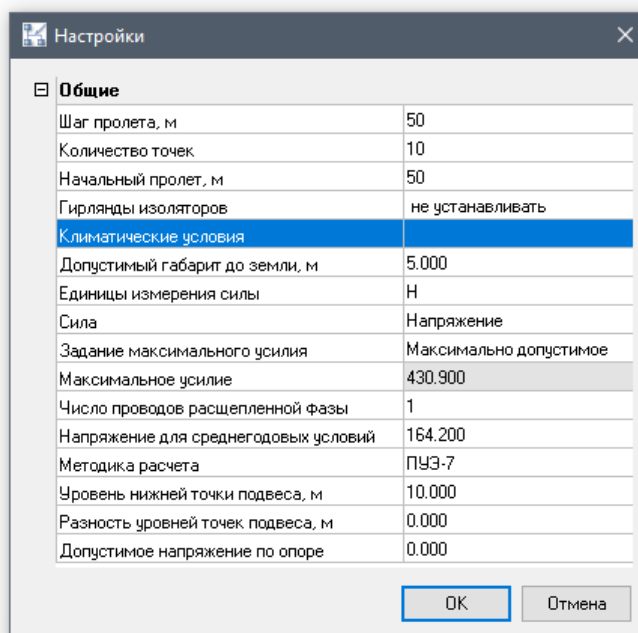 Настройки
Общие
Шаг пролета, м 50
Количество точек 10
Начальный пролет, м 50
Гирлянды изоляторов не устанавливать
Климатические условия
Допустимый габарит до земли, м 5.000
Единицы измерения силы Н
Сила Напряжение
Задание максимального усилия Максимально допустимое
Максимальное усилие 430.900
Число проводов расщепленной фазы 1
Напряжение для среднегодовых условий 164.200
Методика расчета ПУЭ-7
Уровень нижней точки подвеса, м 10.000
Разность уровней точек подвеса, м 0.000
Допустимое напряжение по опоре 0.000
OK Отмена